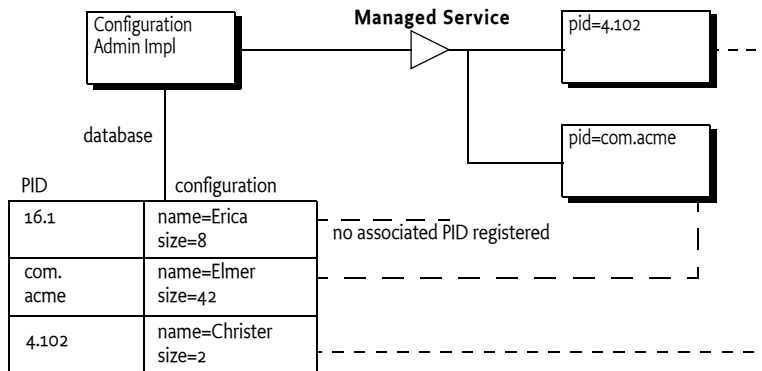 Configuration
Admin Impl
Managed Service
pid=4.102
pid=com.acme
database
PID
configuration
16.1
name=Erica
size=8
no associated PID registered
com.
acme
name=Elmer
size=42
4.102
name=Christer
size=2